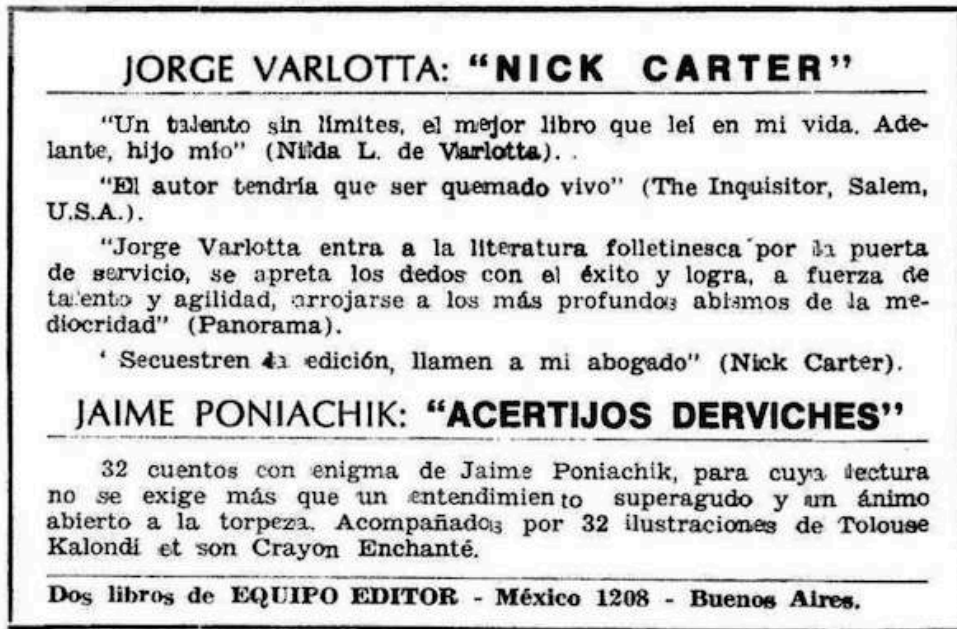 JORGE VARLOTTA: "NICK CARTER"
"Un talento sin límites, el mejor libro que leí en mi vida. Ade-
lante, hijo mío" (Nilda L. de Varlotta). .
"El autor tendría que ser quemado vivo" (The Inquisitor, Salem,
U.S.A.).
"Jorge Varlotta entra a la literatura folletinesca por la puerta
de servicio, se apreta los dedos con el éxito y logra, a fuerza de
talento y agilidad, arrojarse a los más profundos abismos de la me-
diocridad" (Panorama).
' Secuestren la edición, llamen a mi abogado" (Nick Carter).
JAIME PONIACHIK: "ACERTIJOS DERVICHES"
32 cuentos con enigma de Jaime Poniachik, para cuya lectura
no se exige más que un entendimiento superagudo y un ánimo
abierto a la torpeza. Acompañados por 32 ilustraciones de Tolouse
Kalondi et son Crayon Enchanté.
Dos libros de EQUIPO EDITOR - México 1208 - Buenos Aires.